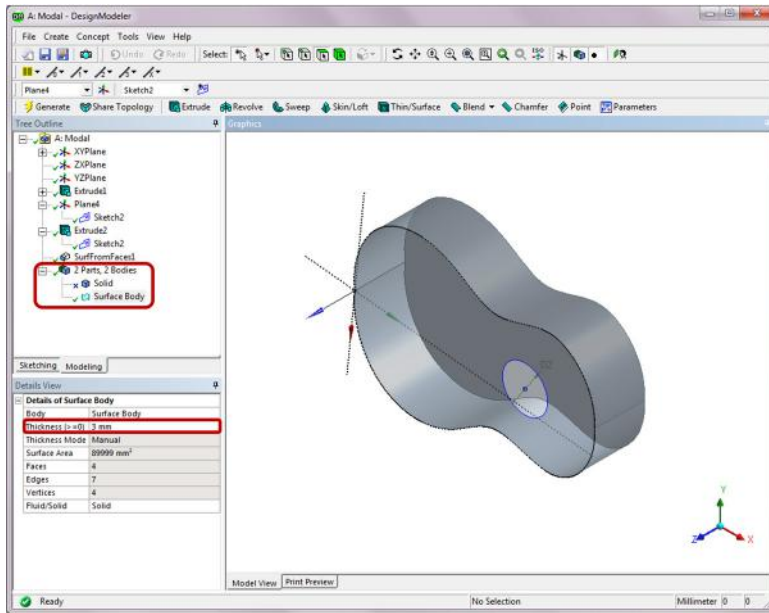 A: Modal - DesignModeler
File Create Concept Tools View Help
Undo Redo Select:
Plane4 Sketch2
Generate Share Topology Extrude Revolve Sweep Skin/Loft Thin/Surface Blend Chamfer Point Parameters
Tree Outline
A: Modal
XYPlane
ZXPlane
YZPlane
Extrude1
Plane4
Sketch2
Extrude2
Sketch2
SurfFromFaces1
2 Parts, 2 Bodies
Solid
Surface Body
Sketching Modeling
Details View
Details of Surface Body
Body Surface Body
Thickness (>=0) 3 mm
Thickness Mode Manual
Surface Area 89999 mm²
Faces 4
Edges 7
Vertices 4
Fluid/Solid Solid
Graphics
Y
Z X
Model View Print Preview
Ready No Selection Millimeter 0 0